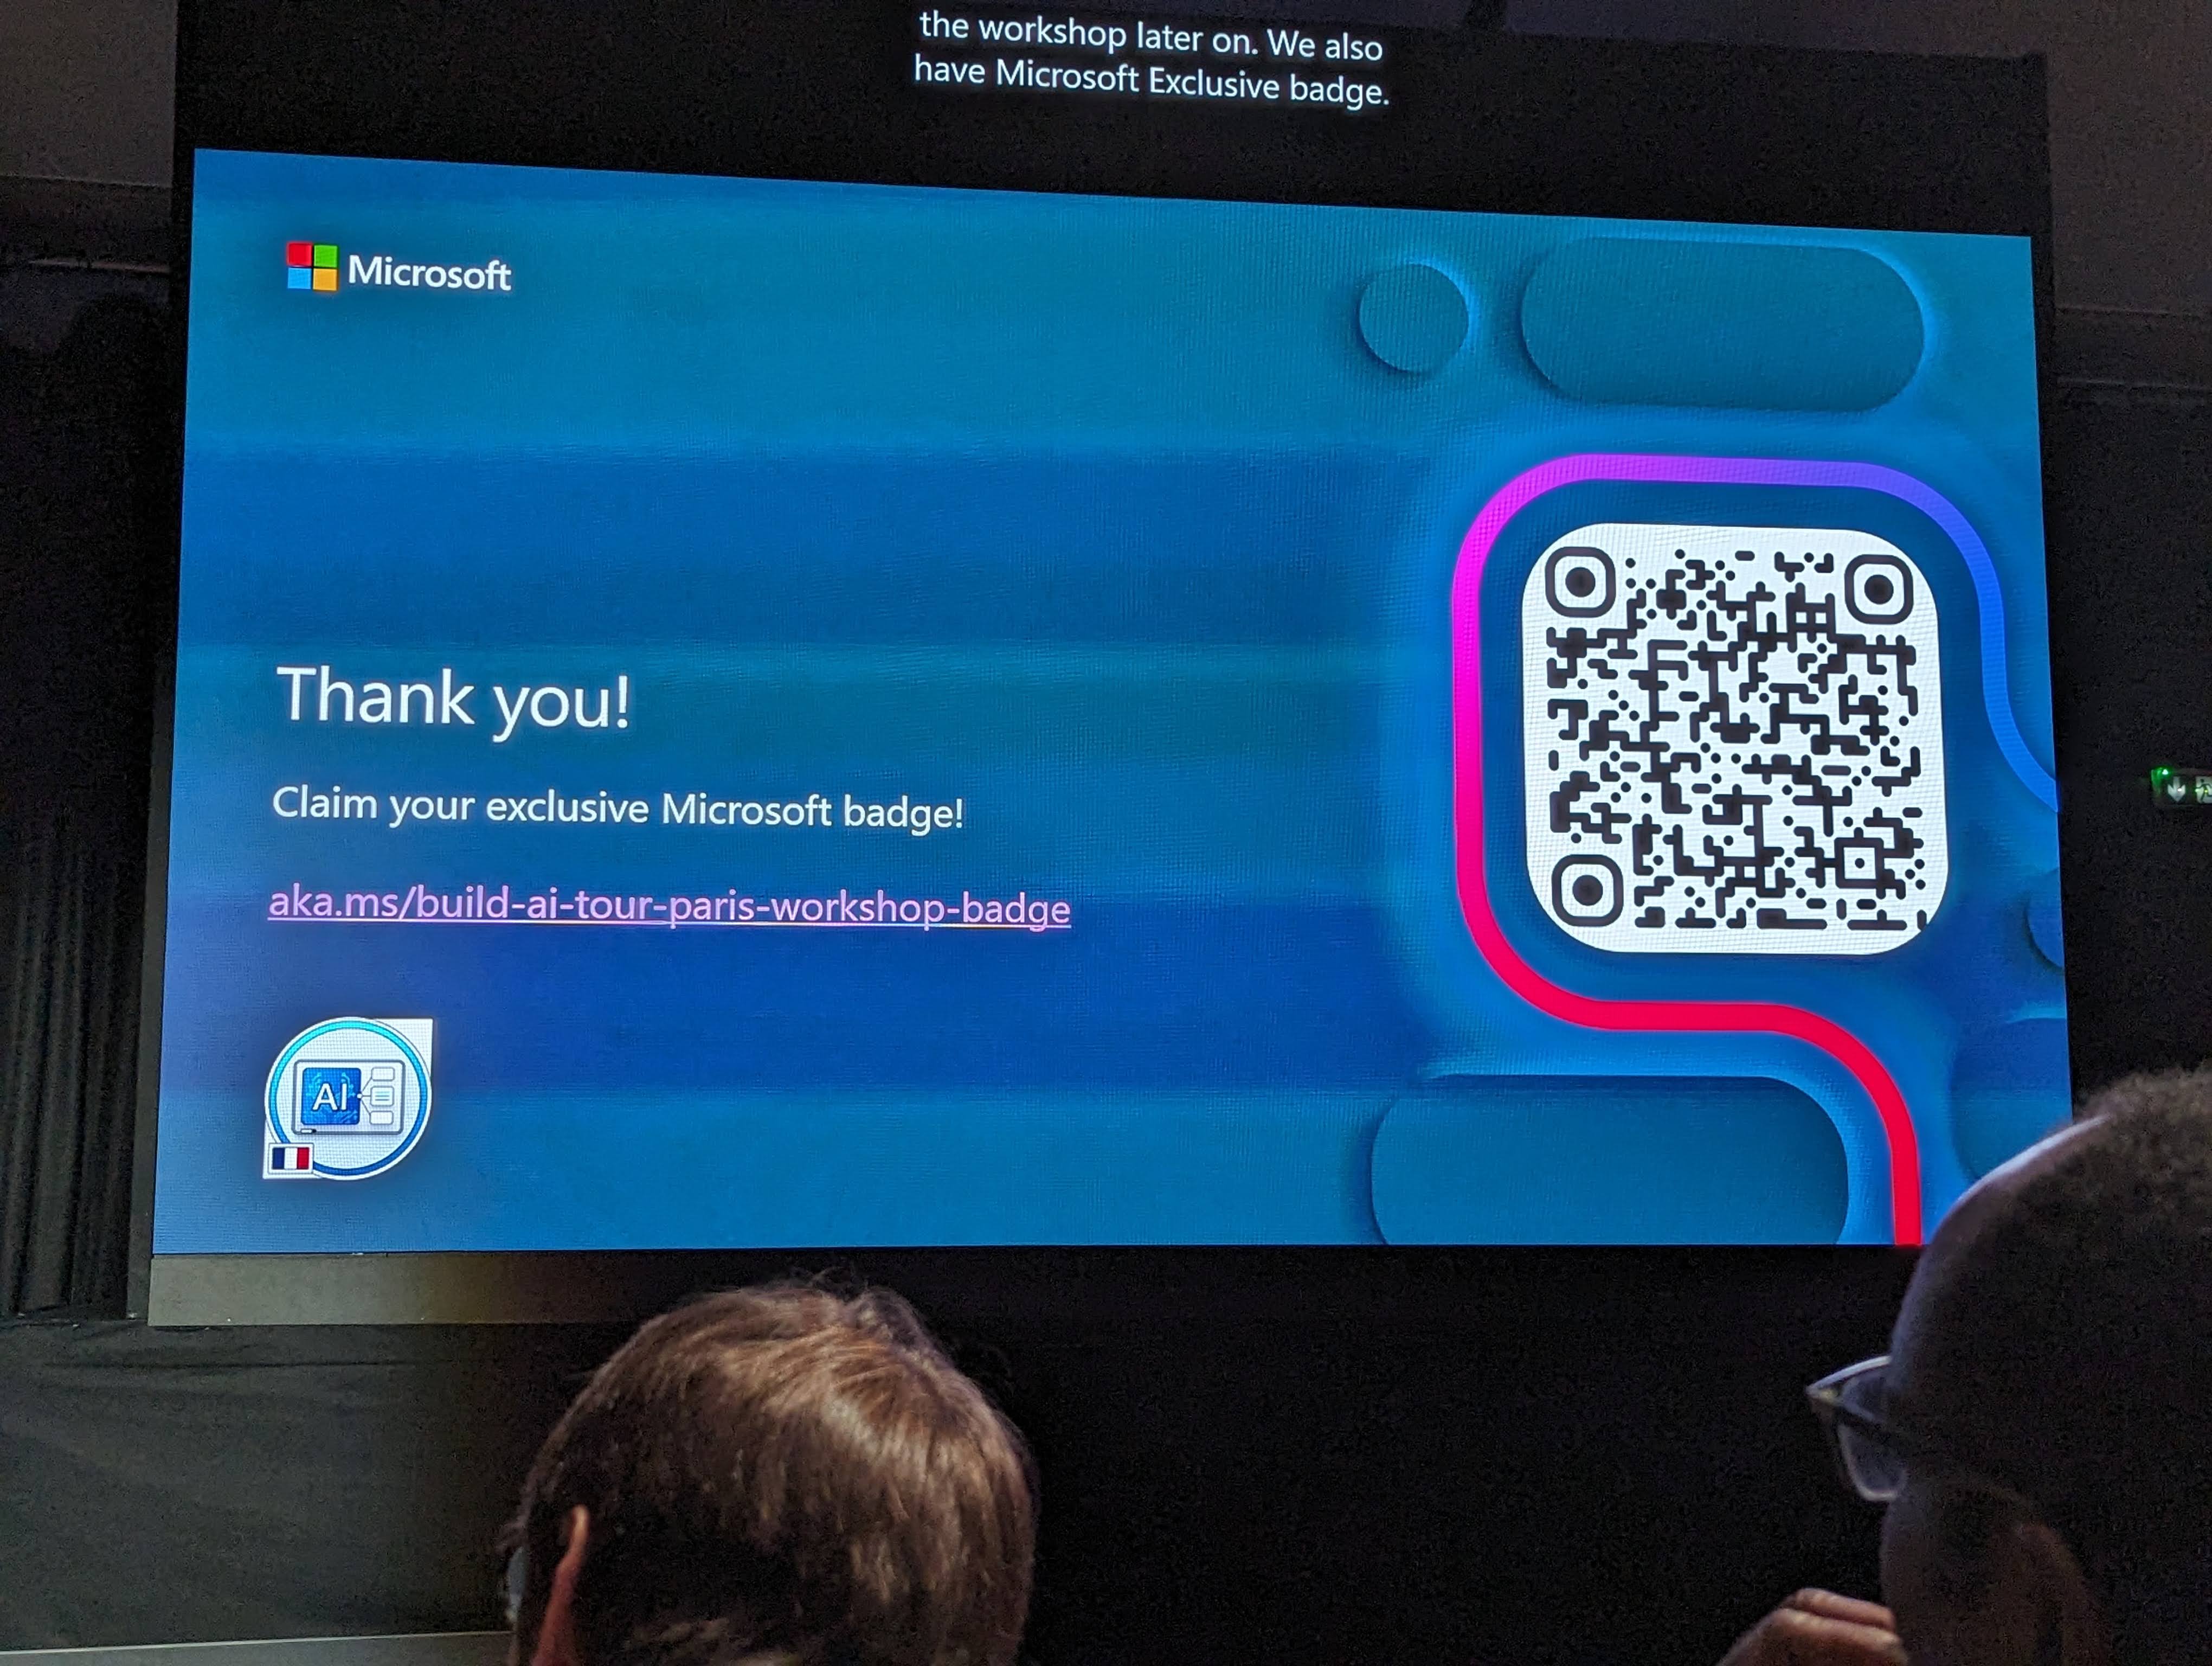 the workshop later on. We also
have Microsoft Exclusive badge.
Microsoft
Thank you!
Claim your exclusive Microsoft badge!
aka.ms/build-ai-tour-paris-workshop-badge
AI